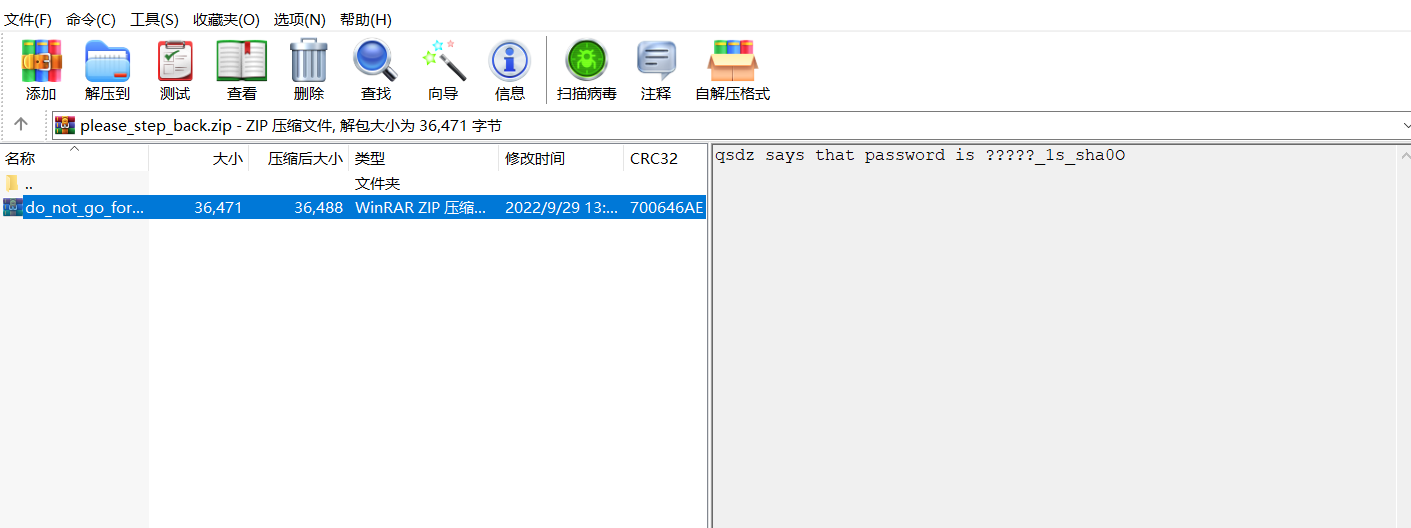 文件(F) 命令(C) 工具(S) 收藏夹(O) 选项(N) 帮助(H)
添加 解压到 测试 查看 删除 查找 向导 信息 扫描病毒 注释 自解压格式
please_step_back.zip - ZIP 压缩文件, 解包大小为 36,471 字节
名称 大小 压缩后大小 类型 修改时间 CRC32
.. 文件夹
do_not_go_for... 36,471 36,488 WinRAR ZIP 压缩... 2022/9/29 13:... 700646AE
qsdz says that password is ?????_1s_sha0O